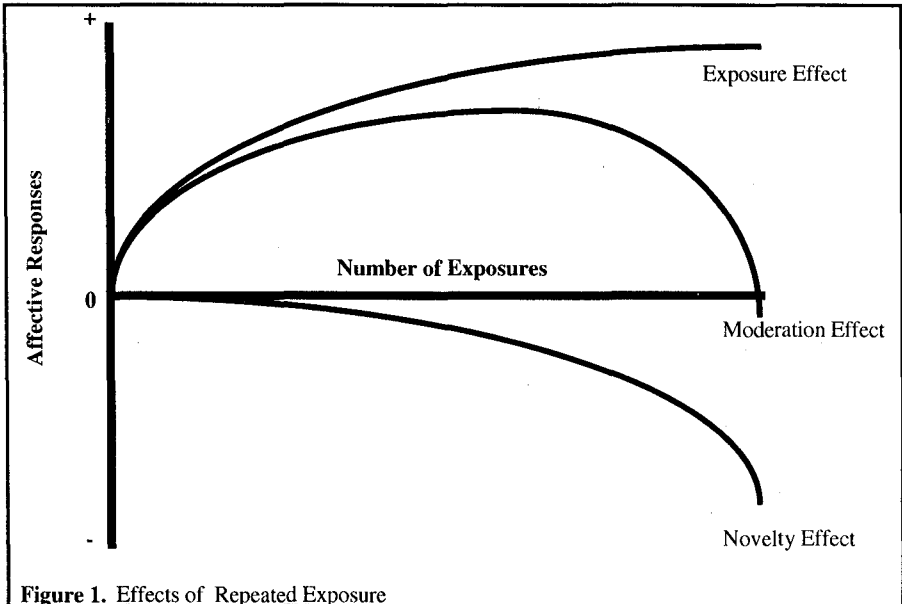 +
Exposure Effect
Affective Responses
Number of Exposures
0
Moderation Effect
Novelty Effect
-
Figure 1. Effects of Repeated Exposure